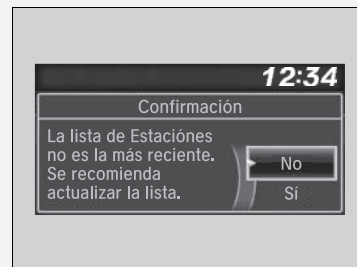 12:34
Confirmación
La lista de Estaciónes
no es la más reciente.
Se recomienda
actualizar la lista.
No
Sí